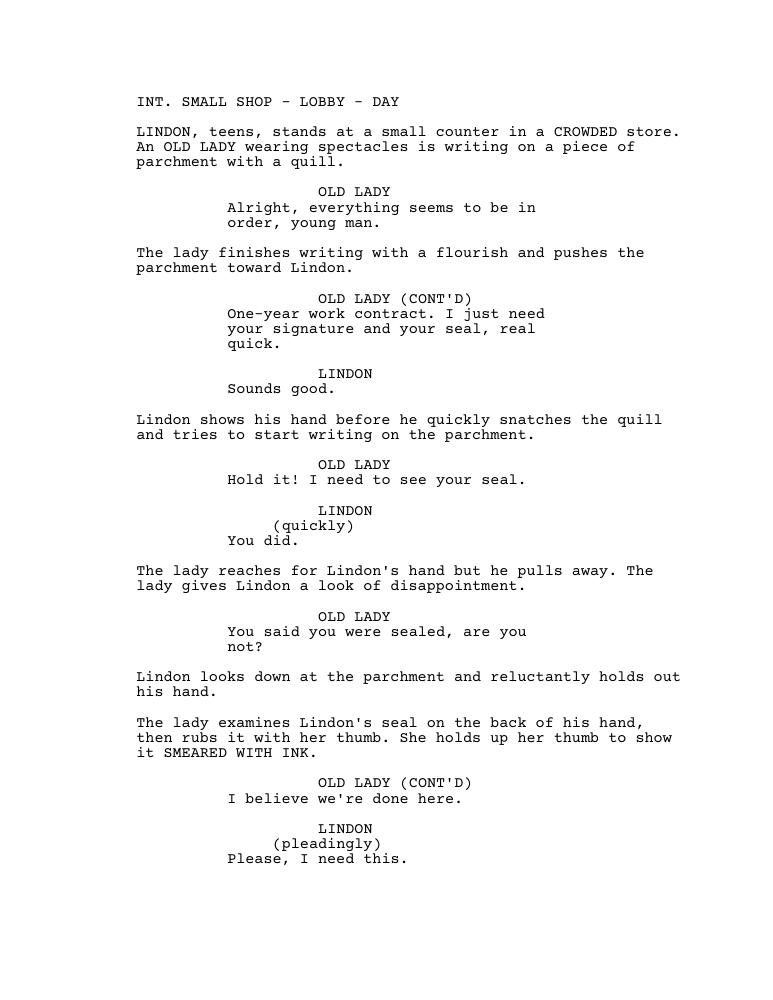 INT. SMALL SHOP - LOBBY - DAY
LINDON, teens, stands at a small counter in a CROWDED store.
An OLD LADY wearing spectacles is writing on a piece of
parchment with a quill.
OLD LADY
Alright, everything seems to be in
order, young man.
The lady finishes writing with a flourish and pushes the
parchment toward Lindon.
OLD LADY (CONT'D)
One-year work contract. I just need
your signature and your seal, real
quick.
LINDON
Sounds good.
Lindon shows his hand before he quickly snatches the quill
and tries to start writing on the parchment.
OLD LADY
Hold it! I need to see your seal.
LINDON
(quickly)
You did.
The lady reaches for Lindon's hand but he pulls away. The
lady gives Lindon a look of disappointment.
OLD LADY
You said you were sealed, are you
not?
Lindon looks down at the parchment and reluctantly holds out
his hand.
The lady examines Lindon's seal on the back of his hand,
then rubs it with her thumb. She holds up her thumb to show
it SMEARED WITH INK.
OLD LADY (CONT'D)
I believe we're done here.
LINDON
(pleadingly)
Please, I need this.